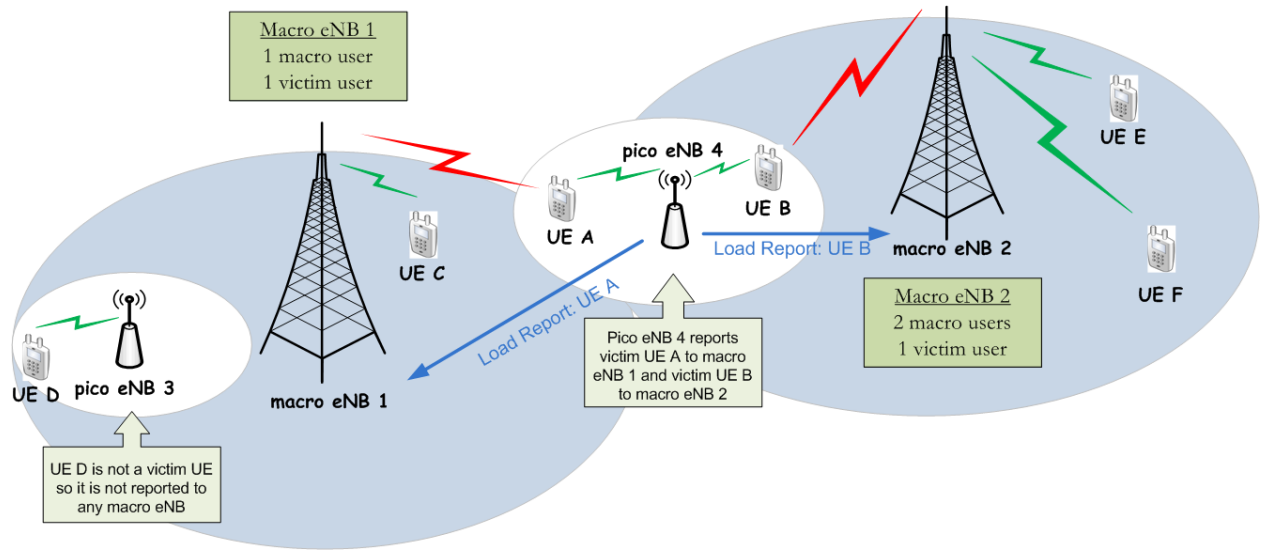 Macro eNB 1
1 macro user
1 victim user
pico eNB 4
UE E
UE A
UE B
UE C
Load Report: UE B
macro eNB 2
UE F
Load Report: UE A
Macro eNB 2
2 macro users
1 victim user
Pico eNB 4 reports
victim UE A to macro
eNB 1 and victim UE B
to macro eNB 2
UE D
pico eNB 3
macro eNB 1
UE D is not a victim UE
so it is not reported to
any macro eNB